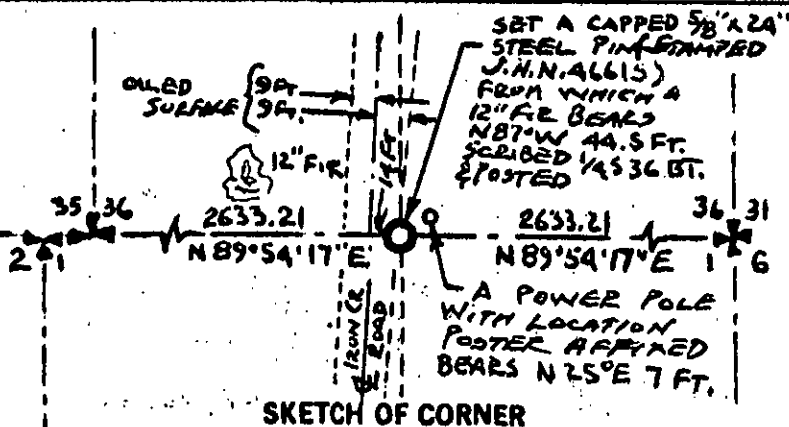 SET A CAPPED 5/8" x 24"
STEEL PIN (STAMPED
J.H.N. 46615)
FROM WHICH A
12" FIR BEARS
N87°W 44.5 FT.
SCRIBED 1/4 S 36 BT.
& POSTED
OILED
SURFACE
9 FT
9 FT.
14 FT
12" FIR
35 36
2633.21
2633.21
36 31
2 1
N 89°54'17"E
N 89°54'17"E
1 6
IRON CR
ROAD
A POWER POLE
WITH LOCATION
POSTER AFFIXED
BEARS N 25°E 7 FT.
SKETCH OF CORNER